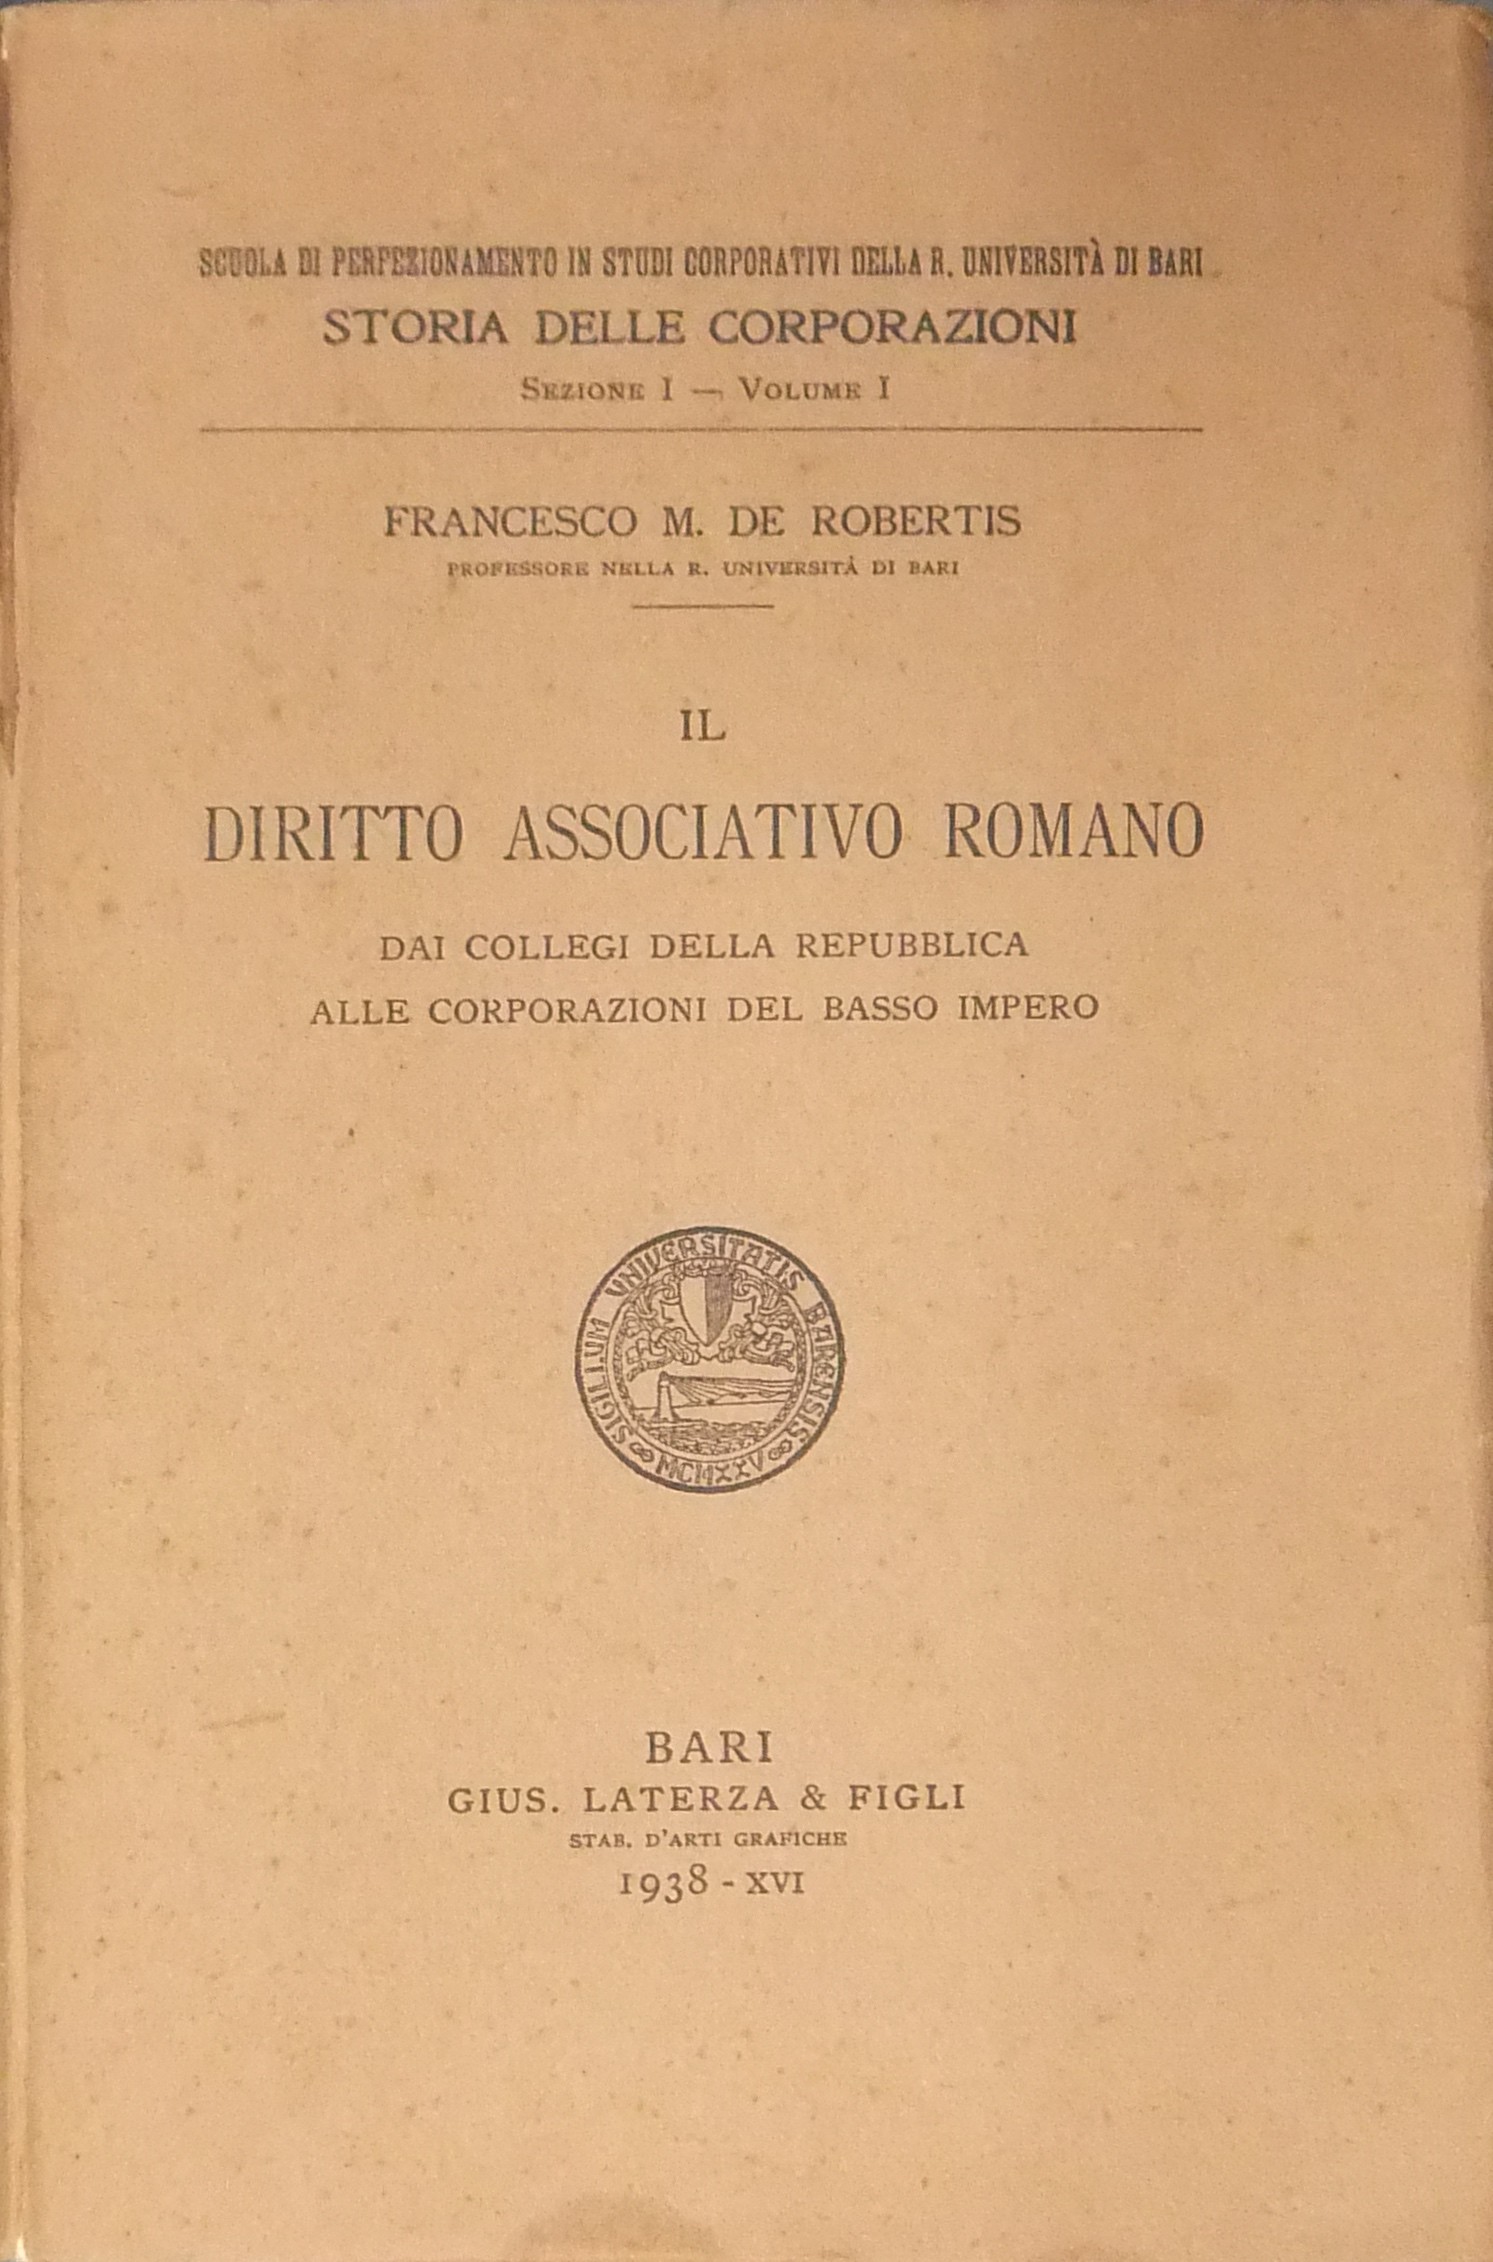 SCUOLA DI PERFEZIONAMENTO IN STUDI CORPORATIVI DELLA R. UNIVERSITÀ DI BARI
STORIA DELLE CORPORAZIONI
SEZIONE I — VOLUME I
FRANCESCO M. DE ROBERTIS
PROFESSORE NELLA R. UNIVERSITÁ DI BARI
IL
DIRITTO ASSOCIATIVO ROMANO
DAI COLLEGI DELLA REPUBBLICA
ALLE CORPORAZIONI DEL BASSO IMPERO
SIGILLUM UNIVERSITATIS BARENSIS
MCMXXV
BARI
GIUS. LATERZA & FIGLI
STAB. D'ARTI GRAFICHE
1938 - XVI